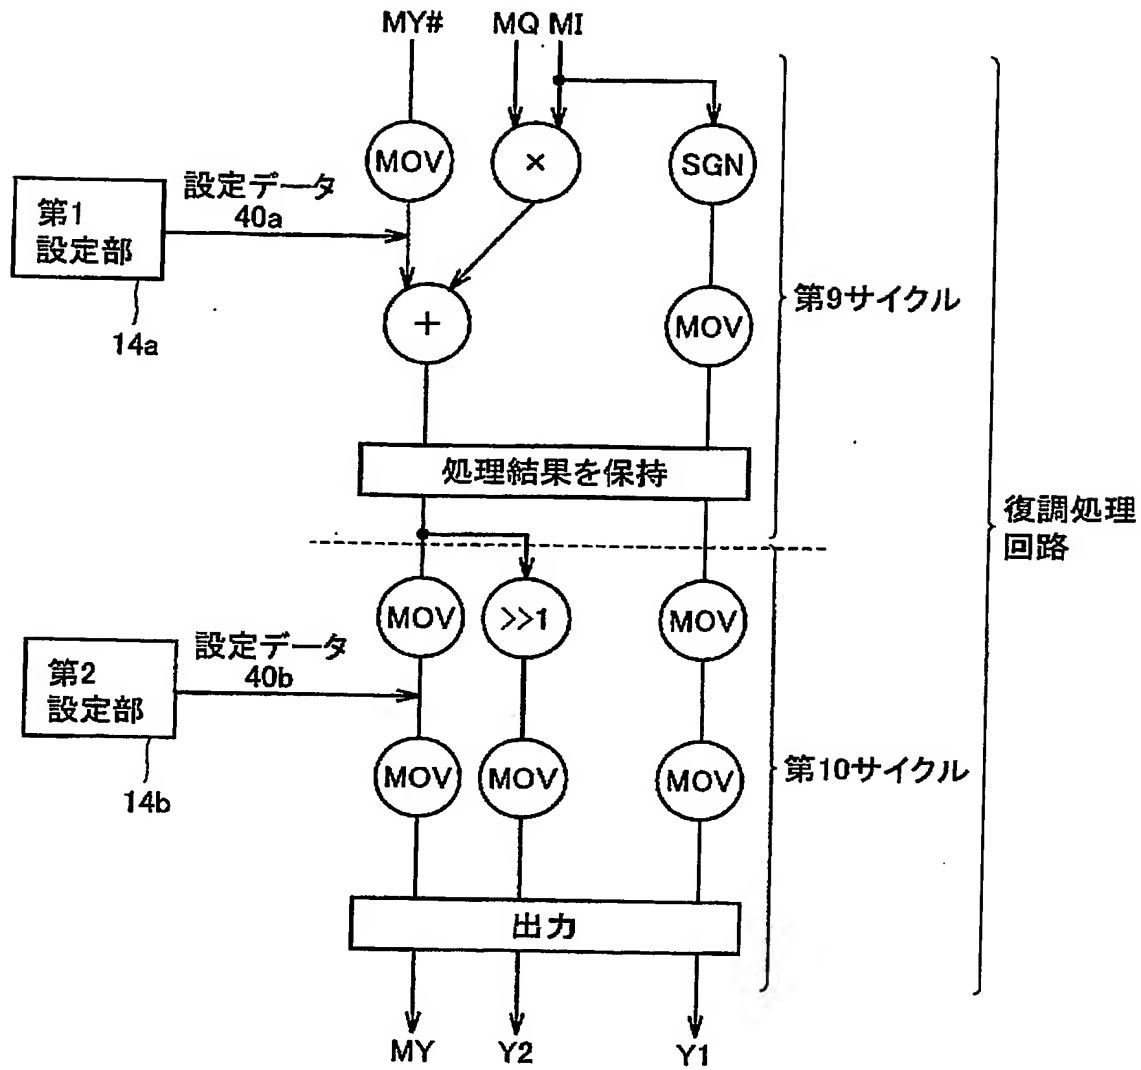 MY# MQ MI
MOV
×
SGN
設定データ
40a
第1
設定部
14a
+
MOV
第9サイクル
処理結果を保持
復調処理
回路
MOV
>>1
MOV
設定データ
40b
第2
設定部
14b
MOV
MOV
MOV
第10サイクル
出力
MY
Y2
Y1